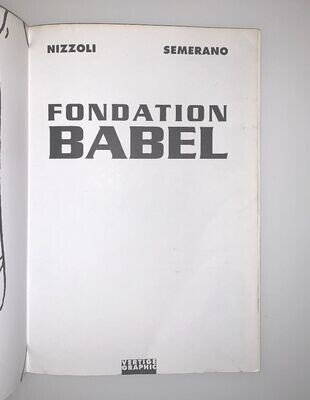 NIZZOLI SEMERANO
FONDATION
BABEL
VERTIGE
GRAPHIC